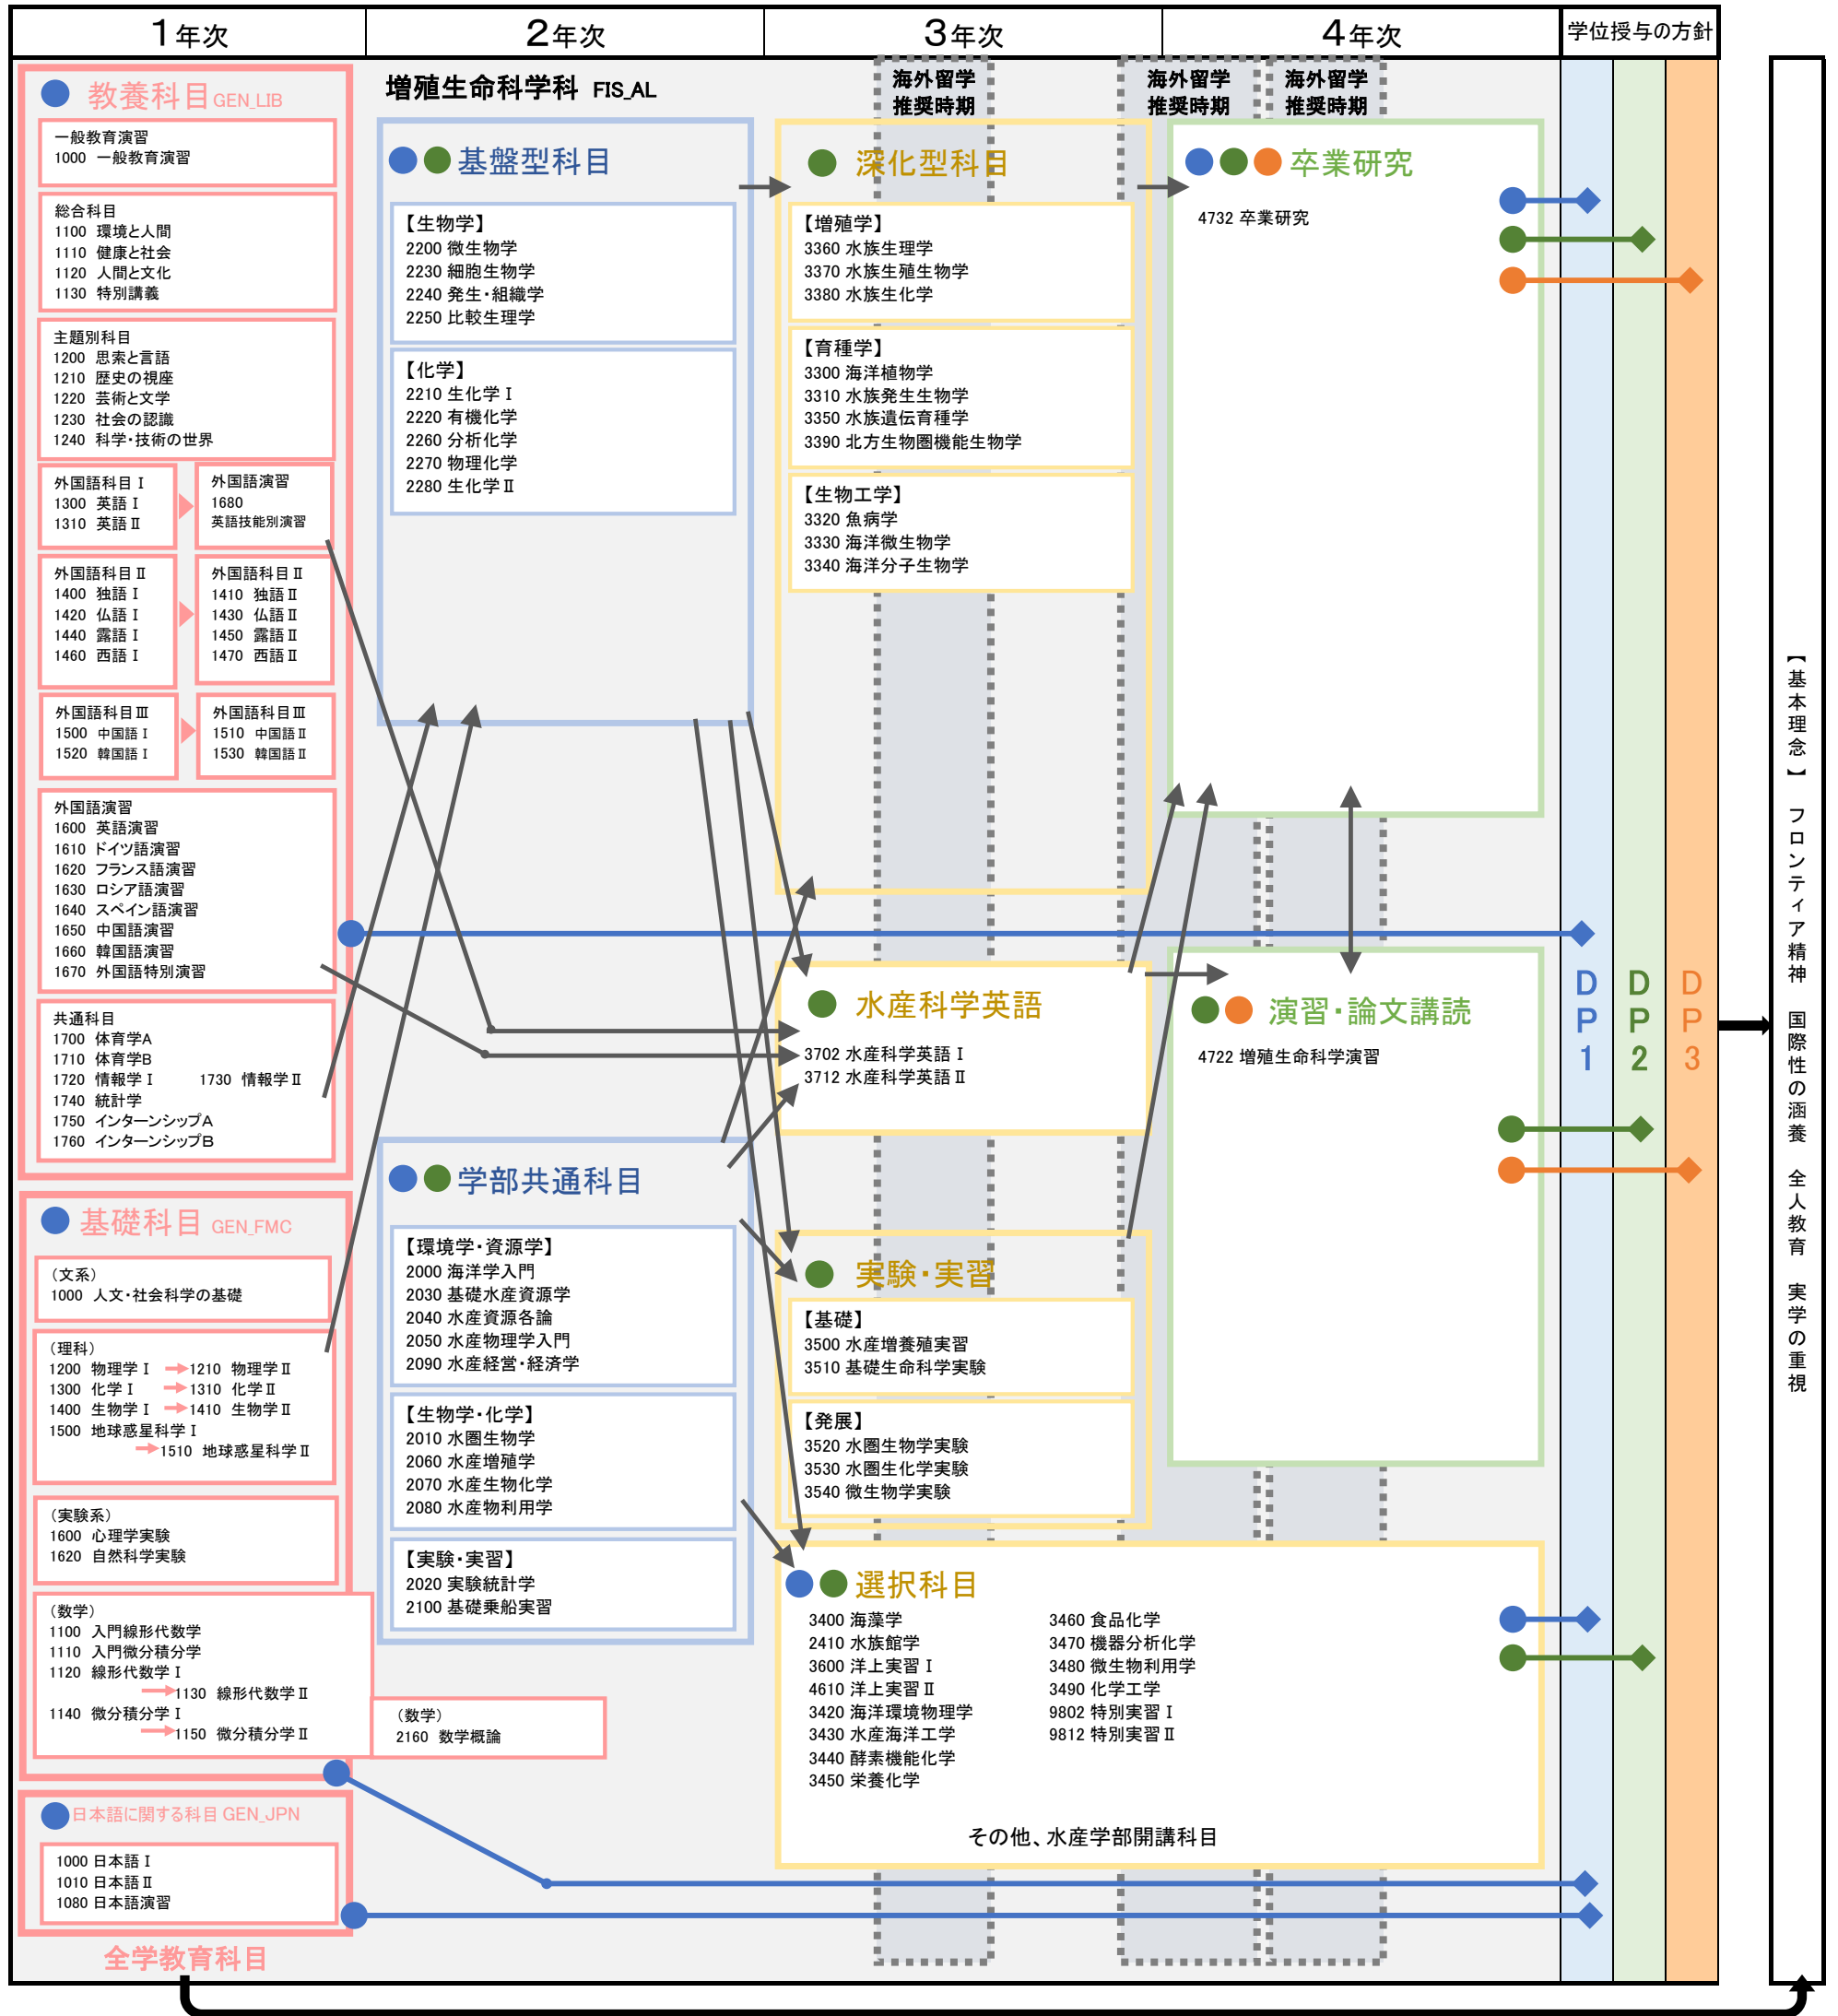 1年次
2年次
3年次
4年次
学位授与の方針
教養科目GEN_LIB
一般教育演習
1000 一般教育演習
総合科目
1100 環境と人間
1110 健康と社会
1120 人間と文化
1130 特別講義
主題別科目
1200 思索と言語
1210 歴史の視座
1220 芸術と文学
1230 社会の認識
1240 科学・技術の世界
外国語科目Ⅰ
1300 英語Ⅰ
1310 英語Ⅱ
外国語演習
1680
英語技能別演習
外国語科目Ⅱ
1400 独語Ⅰ
1420 仏語Ⅰ
1440 露語Ⅰ
1460 西語Ⅰ
外国語科目Ⅱ
1410 独語Ⅱ
1430 仏語Ⅱ
1450 露語Ⅱ
1470 西語Ⅱ
外国語科目Ⅲ
1500 中国語Ⅰ
1520 韓国語Ⅰ
外国語科目Ⅲ
1510 中国語Ⅱ
1530 韓国語Ⅱ
外国語演習
1600 英語演習
1610 ドイツ語演習
1620 フランス語演習
1630 ロシア語演習
1640 スペイン語演習
1650 中国語演習
1660 韓国語演習
1670 外国語特別演習
共通科目
1700 体育学A
1710 体育学B
1720 情報学Ⅰ 1730 情報学Ⅱ
1740 統計学
1750 インターンシップA
1760 インターンシップB
基礎科目 GEN_FMC
（文系）
1000 人文・社会科学の基礎
（理科）
1200 物理学Ⅰ 1210 物理学Ⅱ
1300 化学Ⅰ 1310 化学Ⅱ
1400 生物学Ⅰ 1410 生物学Ⅱ
1500 地球惑星科学Ⅰ
1510 地球惑星科学Ⅱ
（実験系）
1600 心理学実験
1620 自然科学実験
（数学）
1100 入門線形代数学
1110 入門微分積分学
1120 線形代数学Ⅰ
1130 線形代数学Ⅱ
1140 微分積分学Ⅰ
1150 微分積分学Ⅱ
（数学）
2160 数学概論
日本語に関する科目 GEN_JPN
1000 日本語Ⅰ
1010 日本語Ⅱ
1080 日本語演習
全学教育科目
増殖生命科学科 FIS_AL
基盤型科目
【生物学】
2200 微生物学
2230 細胞生物学
2240 発生・組織学
2250 比較生理学
【化学】
2210 生化学Ⅰ
2220 有機化学
2260 分析化学
2270 物理化学
2280 生化学Ⅱ
学部共通科目
【環境学・資源学】
2000 海洋学入門
2030 基礎水産資源学
2040 水産資源各論
2050 水産物理学入門
2090 水産経営・経済学
【生物学・化学】
2010 水圏生物学
2060 水産増殖学
2070 水産生物化学
2080 水産物利用学
【実験・実習】
2020 実験統計学
2100 基礎乗船実習
海外留学
推奨時期
海外留学
推奨時期
海外留学
推奨時期
深化型科目
【増殖学】
3360 水族生理学
3370 水族生殖生物学
3380 水族生化学
【育種学】
3300 海洋植物学
3310 水族発生生物学
3350 水族遺伝育種学
3390 北方生物圏機能生物学
【生物工学】
3320 魚病学
3330 海洋微生物学
3340 海洋分子生物学
水産科学英語
3702 水産科学英語Ⅰ
3712 水産科学英語Ⅱ
実験・実習
【基礎】
3500 水産増養殖実習
3510 基礎生命科学実験
【発展】
3520 水圏生物学実験
3530 水圏生化学実験
3540 微生物学実験
選択科目
3400 海藻学
2410 水族館学
3600 洋上実習Ⅰ
4610 洋上実習Ⅱ
3420 海洋環境物理学
3430 水産海洋工学
3440 酵素機能化学
3450 栄養化学
3460 食品化学
3470 機器分析化学
3480 微生物利用学
3490 化学工学
9802 特別実習Ⅰ
9812 特別実習Ⅱ
その他、水産学部開講科目
卒業研究
4732 卒業研究
演習・論文講読
4722 増殖生命科学演習
DP1
DP2
DP3
【基本理念】 フロンティア精神 国際性の涵養 全人教育 実学の重視